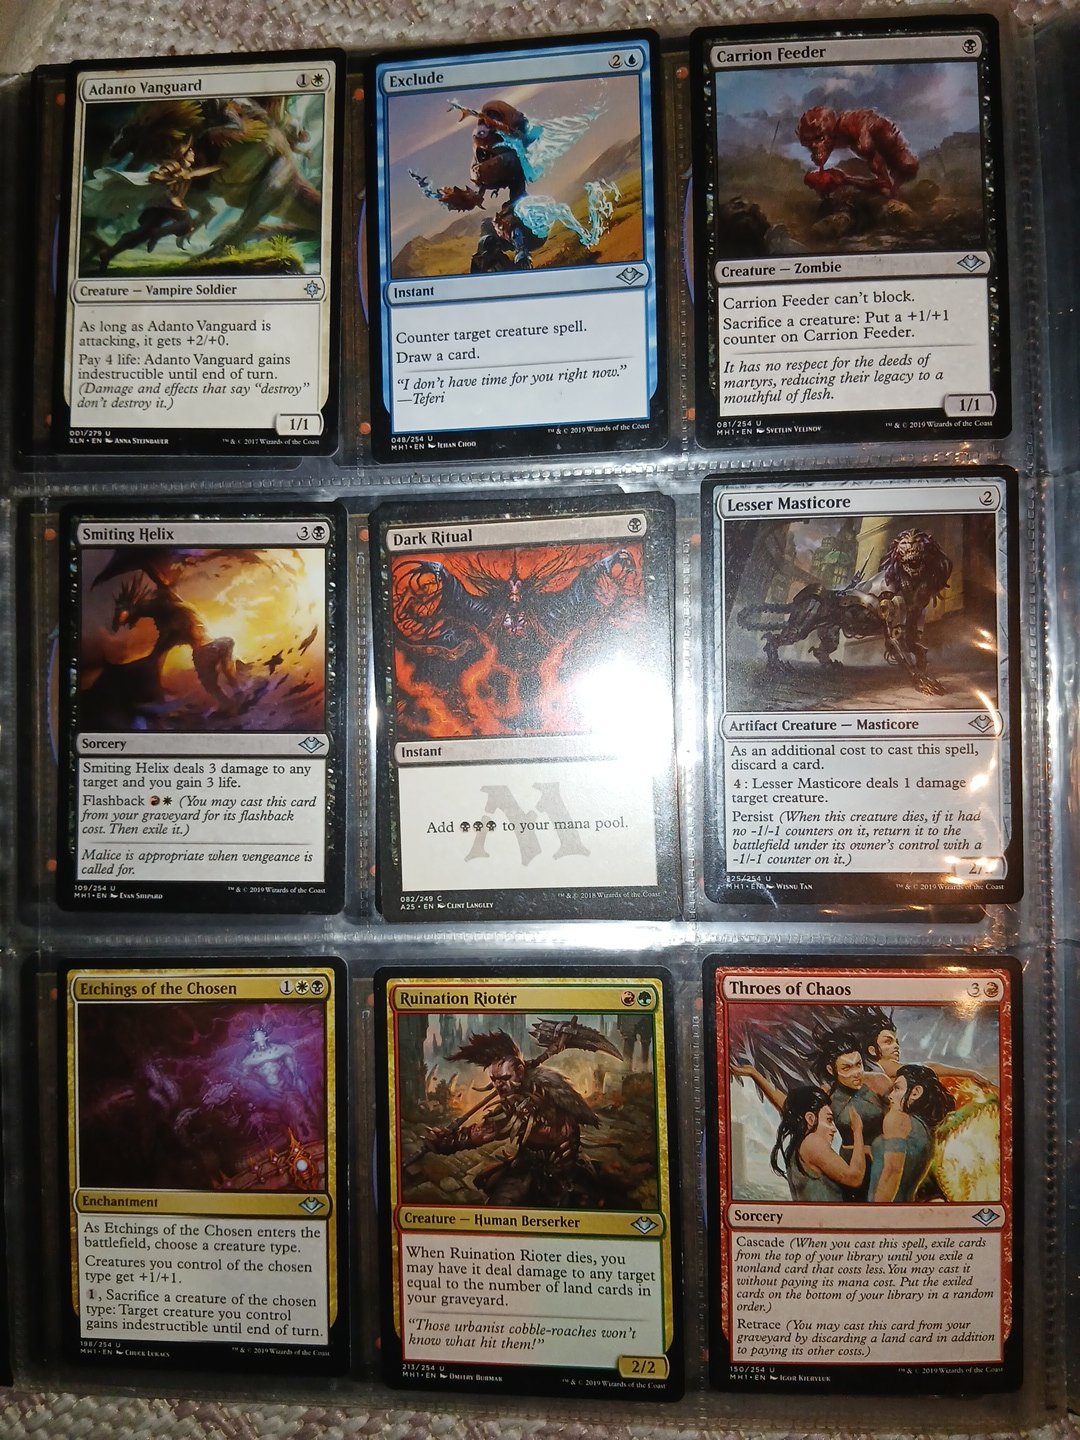 Adanto Vanguard 1
Creature — Vampire Soldier
As long as Adanto Vanguard is
attacking, it gets +2/+0.
Pay 4 life: Adanto Vanguard gains
indestructible until end of turn.
(Damage and effects that say “destroy”
don’t destroy it.)
1/1
001/279 U
XLN • EN Anna Steinbauer
™ & © 2017 Wizards of the Coast
Exclude 2
Instant
Counter target creature spell.
Draw a card.
“I don’t have time for you right now.”
—Teferi
048/254 U
MH1 • EN Jehan Choo
™ & © 2019 Wizards of the Coast
Carrion Feeder
Creature — Zombie
Carrion Feeder can’t block.
Sacrifice a creature: Put a +1/+1
counter on Carrion Feeder.
It has no respect for the deeds of
martyrs, reducing their legacy to a
mouthful of flesh.
1/1
081/254 U
MH1 • EN Svetlin Velinov
™ & © 2019 Wizards of the Coast
Smiting Helix 3
Sorcery
Smiting Helix deals 3 damage to any
target and you gain 3 life.
Flashback (You may cast this card
from your graveyard for its flashback
cost. Then exile it.)
Malice is appropriate when vengeance is
called for.
109/254 U
MH1 • EN Evan Shipard
™ & © 2019 Wizards of the Coast
Dark Ritual
Instant
Add to your mana pool.
082/249 C
A25 • EN Clint Langley
™ & © 2018 Wizards of the Coast
Lesser Masticore 2
Artifact Creature — Masticore
As an additional cost to cast this spell,
discard a card.
4 : Lesser Masticore deals 1 damage
target creature.
Persist (When this creature dies, if it had
no -1/-1 counters on it, return it to the
battlefield under its owner’s control with a
-1/-1 counter on it.)
2/
225/254 U
MH1 • EN Wisnu Tan
™ & © 2019 Wizards of the Coast
Etchings of the Chosen 1
Enchantment
As Etchings of the Chosen enters the
battlefield, choose a creature type.
Creatures you control of the chosen
type get +1/+1.
1, Sacrifice a creature of the chosen
type: Target creature you control
gains indestructible until end of turn.
198/254 U
MH1 • EN Chuck Lukacs
™ & © 2019 Wizards of the Coast
Ruination Rioter
Creature — Human Berserker
When Ruination Rioter dies, you
may have it deal damage to any target
equal to the number of land cards in
your graveyard.
“Those urbanist cobble-roaches won’t
know what hit them!”
2/2
213/254 U
MH1 • EN Dmitry Burmak
™ & © 2019 Wizards of the Coast
Throes of Chaos 3
Sorcery
Cascade (When you cast this spell, exile cards
from the top of your library until you exile a
nonland card that costs less. You may cast it
without paying its mana cost. Put the exiled
cards on the bottom of your library in a random
order.)
Retrace (You may cast this card from your
graveyard by discarding a land card in addition
to paying its other costs.)
150/254 U
MH1 • EN Igor Kieryluk
™ & © 2019 Wizards of the Coast